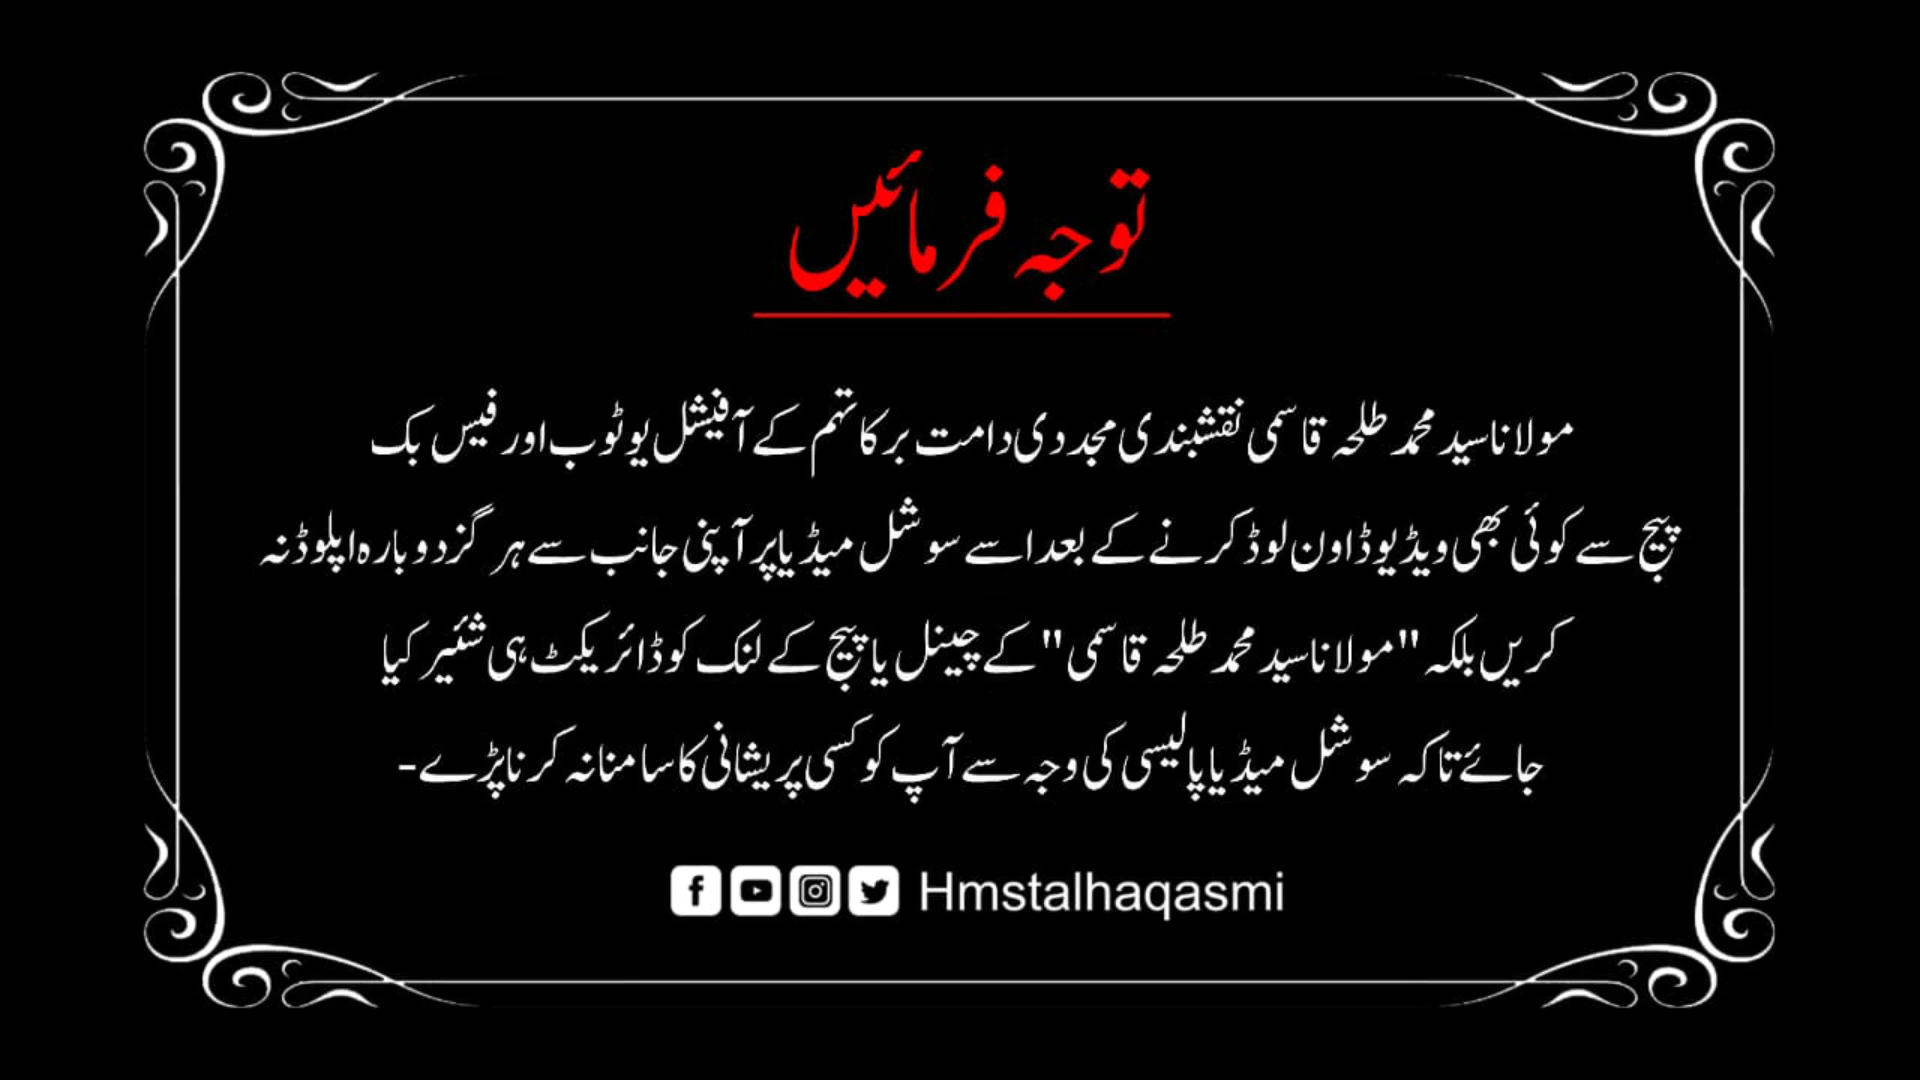 توجہ فرمائیں
مولانا سید محمد طلحہ قاسمی نقشبندی مجددی دامت برکاتہم کے آفیشل یوٹوب اور فیس بک
پیج سے کوئی بھی ویڈیو ڈاون لوڈ کرنے کے بعد اسے سوشل میڈیا پر آپنی جانب سے ہر گز دوبارہ اپلوڈ نہ
کریں بلکہ "مولانا سید محمد طلحہ قاسمی" کے چینل یا پیج کے لنک کو ڈائریکٹ ہی شئیر کیا
جائے تاکہ سوشل میڈیا پالیسی کی وجہ سے آپ کو کسی پریشانی کا سامنا نہ کرنا پڑے-
Hmstalhaqasmi